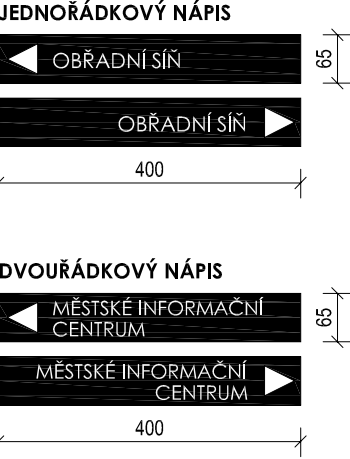 JEDNOŘÁDKOVÝ NÁPIS
OBŘADNÍ SÍŇ
65
OBŘADNÍ SÍŇ
400
DVOUŘÁDKOVÝ NÁPIS
MĚSTSKÉ INFORMAČNÍ
CENTRUM
65
MĚSTSKÉ INFORMAČNÍ
CENTRUM
400